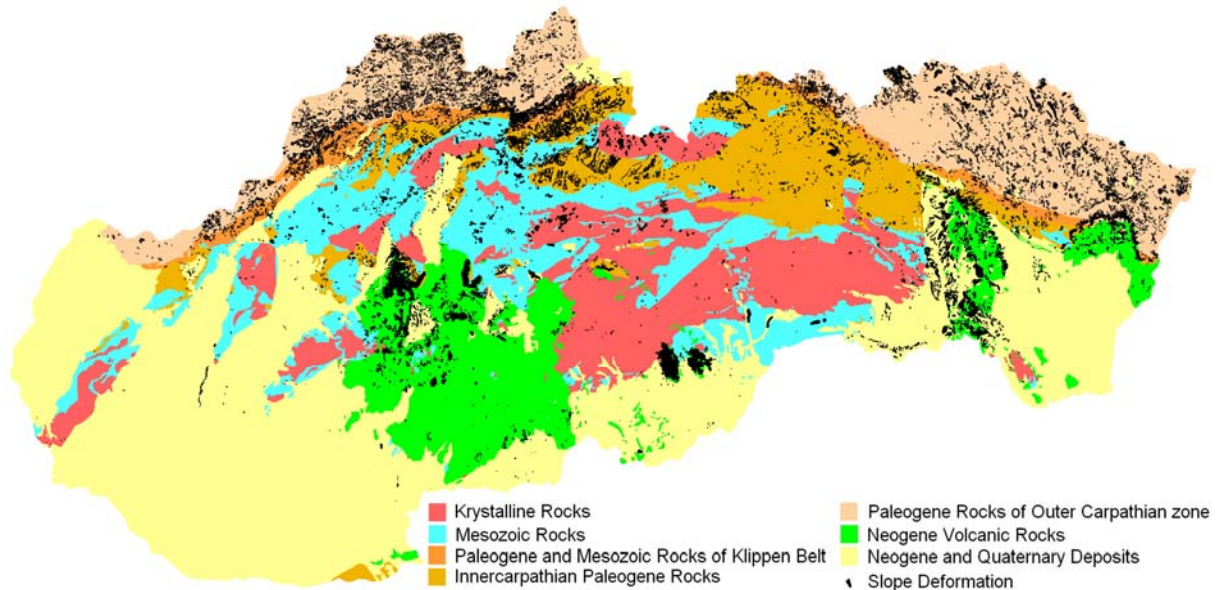 Krystalline Rocks
Mesozoic Rocks
Paleogene and Mesozoic Rocks of Klippen Belt
Innercarpathian Paleogene Rocks
Paleogene Rocks of Outer Carpathian zone
Neogene Volcanic Rocks
Neogene and Quaternary Deposits
Slope Deformation